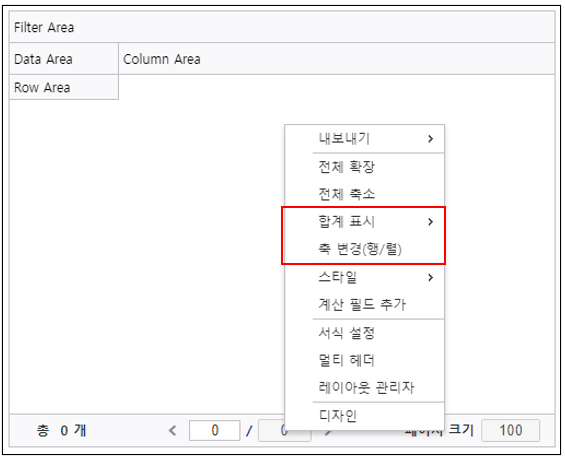 Filter Area
Data Area Column Area
Row Area
내보내기 >
전체 확장
전체 축소
합계 표시 >
축 변경(행/렬)
스타일 >
계산 필드 추가
서식 설정
멀티 헤더
레이아웃 관리자
디자인
총 0 개 < 0 / 크기 100